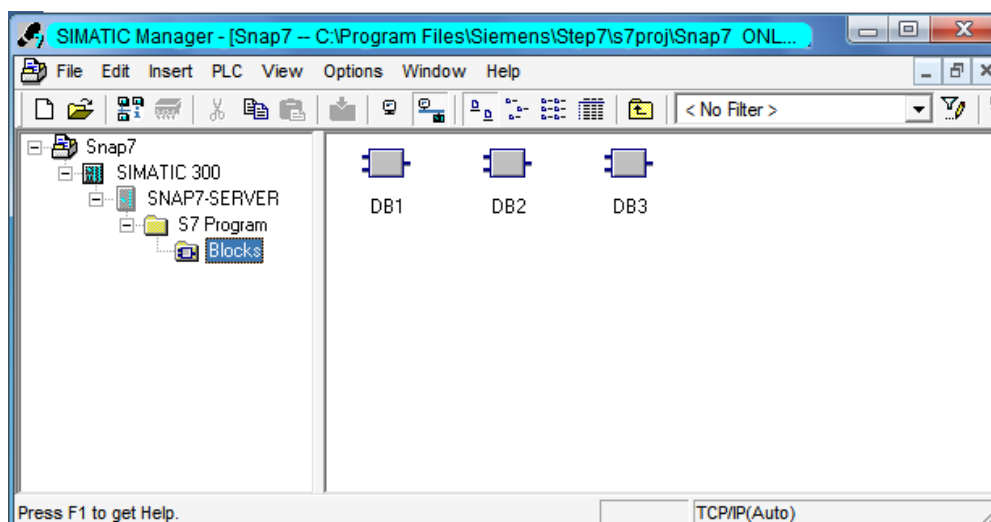 SIMATIC Manager - [Snap7 -- C:\Program Files\Siemens\Step7\s7proj\Snap7 ONL...
File Edit Insert PLC View Options Window Help
< No Filter >
Snap7
SIMATIC 300
SNAP7-SERVER
S7 Program
Blocks
DB1 DB2 DB3
Press F1 to get Help. TCP/IP(Auto)